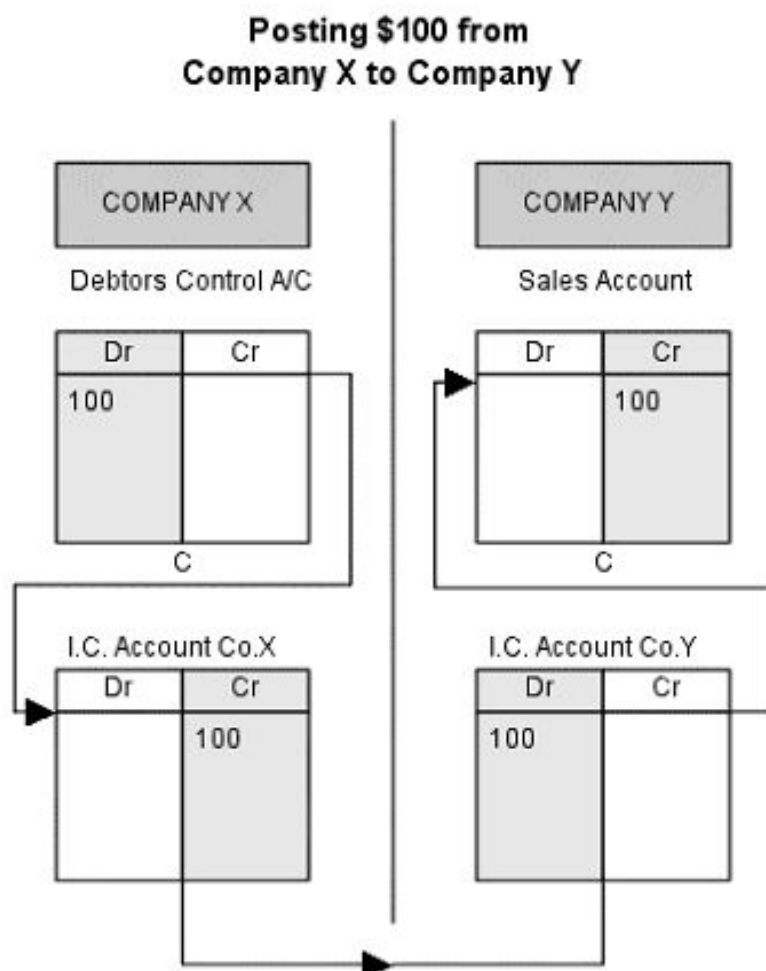 Posting $100 from
Company X to Company Y
COMPANY X
COMPANY Y
Debtors Control A/C
Sales Account
Dr Cr
Dr Cr
100
100
C
C
I.C. Account Co.X
I.C. Account Co.Y
Dr Cr
Dr Cr
100
100